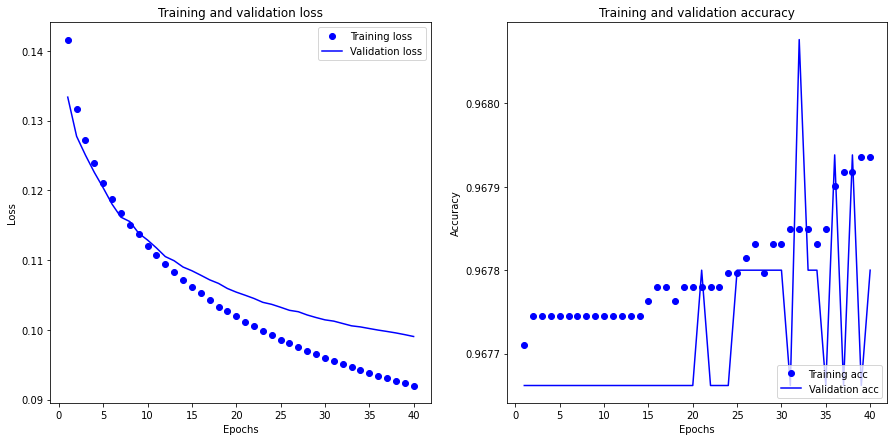 Training and validation loss
Training loss
Validation loss
0.14
0.13
0.12
0.11
0.10
0.09
Loss
0
5
10
15
20
25
30
35
40
Epochs
Training and validation accuracy
0.9680
0.9679
0.9678
0.9677
Accuracy
Training acc
Validation acc
0
5
10
15
20
25
30
35
40
Epochs